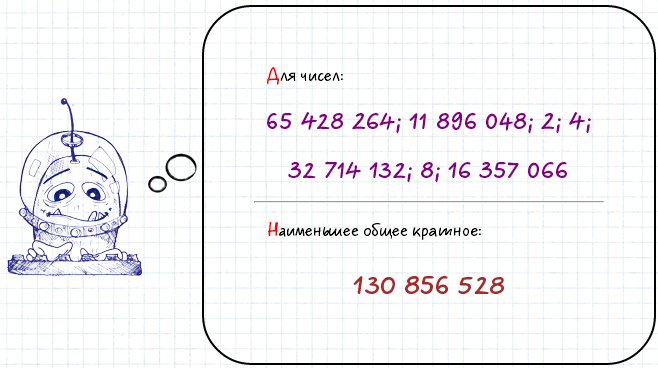 Для чисел:
65 428 264; 11 896 048; 2; 4;
32 714 132; 8; 16 357 066
Наименьшее общее кратное:
130 856 528